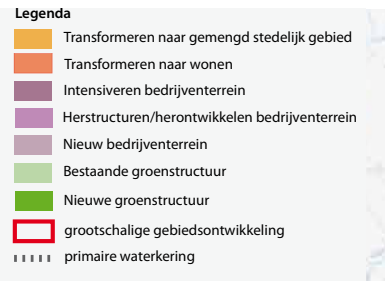 Legenda
Transformeren naar gemengd stedelijk gebied
Transformeren naar wonen
Intensiveren bedrijventerrein
Herstructuren/herontwikkelen bedrijventerrein
Nieuw bedrijventerrein
Bestaande groenstructuur
Nieuwe groenstructuur
grootschalige gebiedsontwikkeling
primaire waterkering